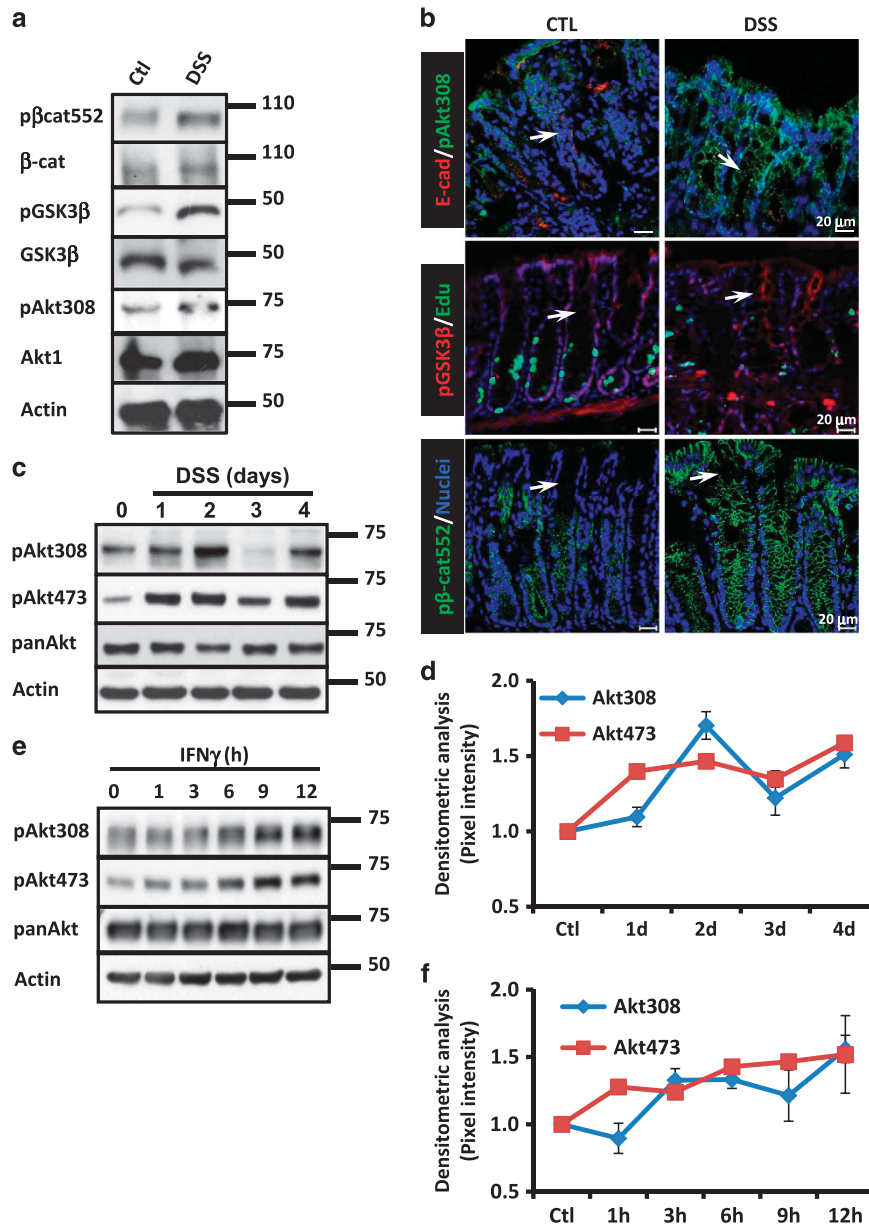 a
Ctl DSS
pβcat552 110
β-cat 110
pGSK3β 50
GSK3β 50
pAkt308 75
Akt1 75
Actin 50
b
CTL DSS
E-cad/pAkt308
20 µm
pGSK3β/Edu
20 µm
pβ-cat552/Nuclei
20 µm
c
DSS (days)
0 1 2 3 4
pAkt308 75
pAkt473 75
panAkt 75
Actin 50
d
Densitometric analysis
(Pixel intensity)
2.0
1.5
1.0
0.5
Akt308
Akt473
Ctl 1d 2d 3d 4d
e
IFNγ (h)
0 1 3 6 9 12
pAkt308 75
pAkt473 75
panAkt 75
Actin 50
f
Densitometric analysis
(Pixel intensity)
2.0
1.5
1.0
0.5
Akt308
Akt473
Ctl 1h 3h 6h 9h 12h